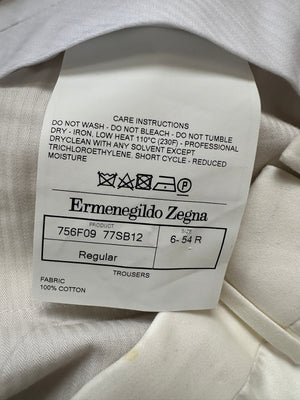 CARE INSTRUCTIONS
DO NOT WASH - DO NOT BLEACH - DO NOT TUMBLE
DRY - IRON, LOW HEAT 110°C (230F) - PROFESSIONAL
DRYCLEAN WITH ANY SOLVENT EXCEPT
TRICHLOROETHYLENE. SHORT CYCLE - REDUCED
MOISTURE
P
Ermenegildo Zegna
PRODUCT SIZE
756F09 77SB12 6- 54 R
Regular
TROUSERS
FABRIC
100% COTTON